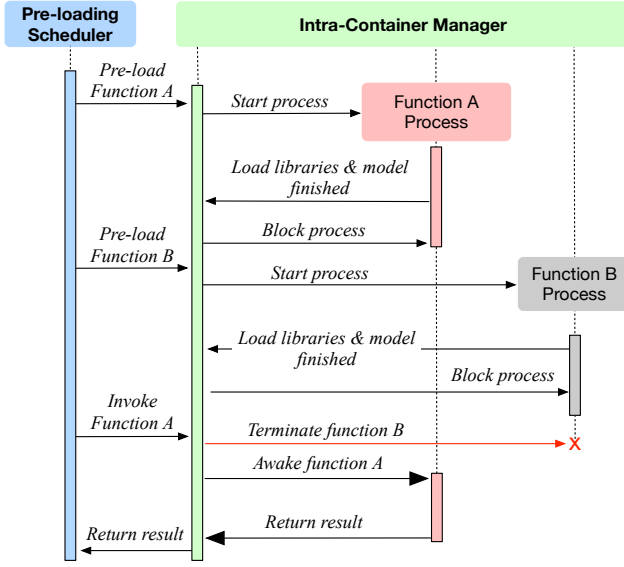 Pre-loading
Scheduler
Intra-Container Manager
Pre-load
Function A
Start process
Function A
Process
Load libraries & model
finished
Block process
Pre-load
Function B
Start process
Function B
Process
Load libraries & model
finished
Block process
Invoke
Function A
Terminate function B
X
Awake function A
Return result
Return result